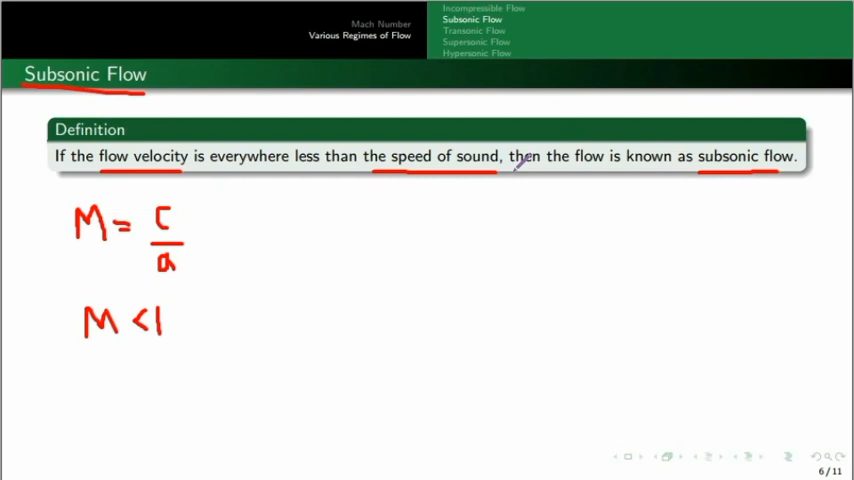 Mach Number
Various Regimes of Flow
Incompressible Flow
Subsonic Flow
Transonic Flow
Supersonic Flow
Hypersonic Flow
Subsonic Flow
Definition
If the flow velocity is everywhere less than the speed of sound, then the flow is known as subsonic flow.
M = c
a
M < 1
6 / 11